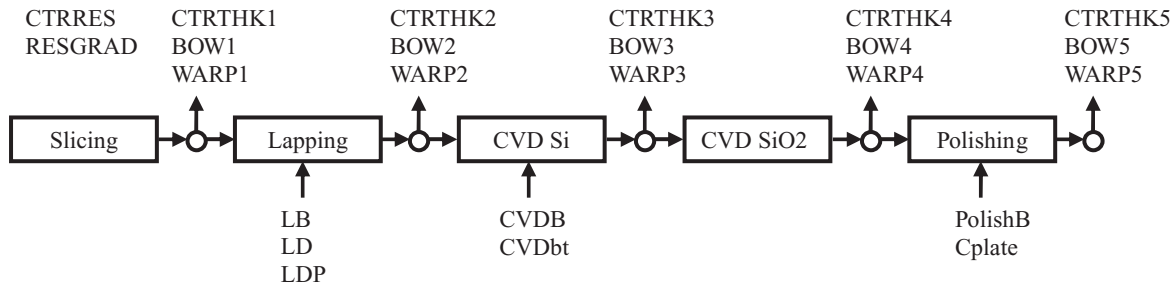 CTRRES
RESGRAD
CTRTHK1
BOW1
WARP1
CTRTHK2
BOW2
WARP2
CTRTHK3
BOW3
WARP3
CTRTHK4
BOW4
WARP4
CTRTHK5
BOW5
WARP5
Slicing
Lapping
CVD Si
CVD SiO2
Polishing
LB
LD
LDP
CVDB
CVDbt
PolishB
Cplate